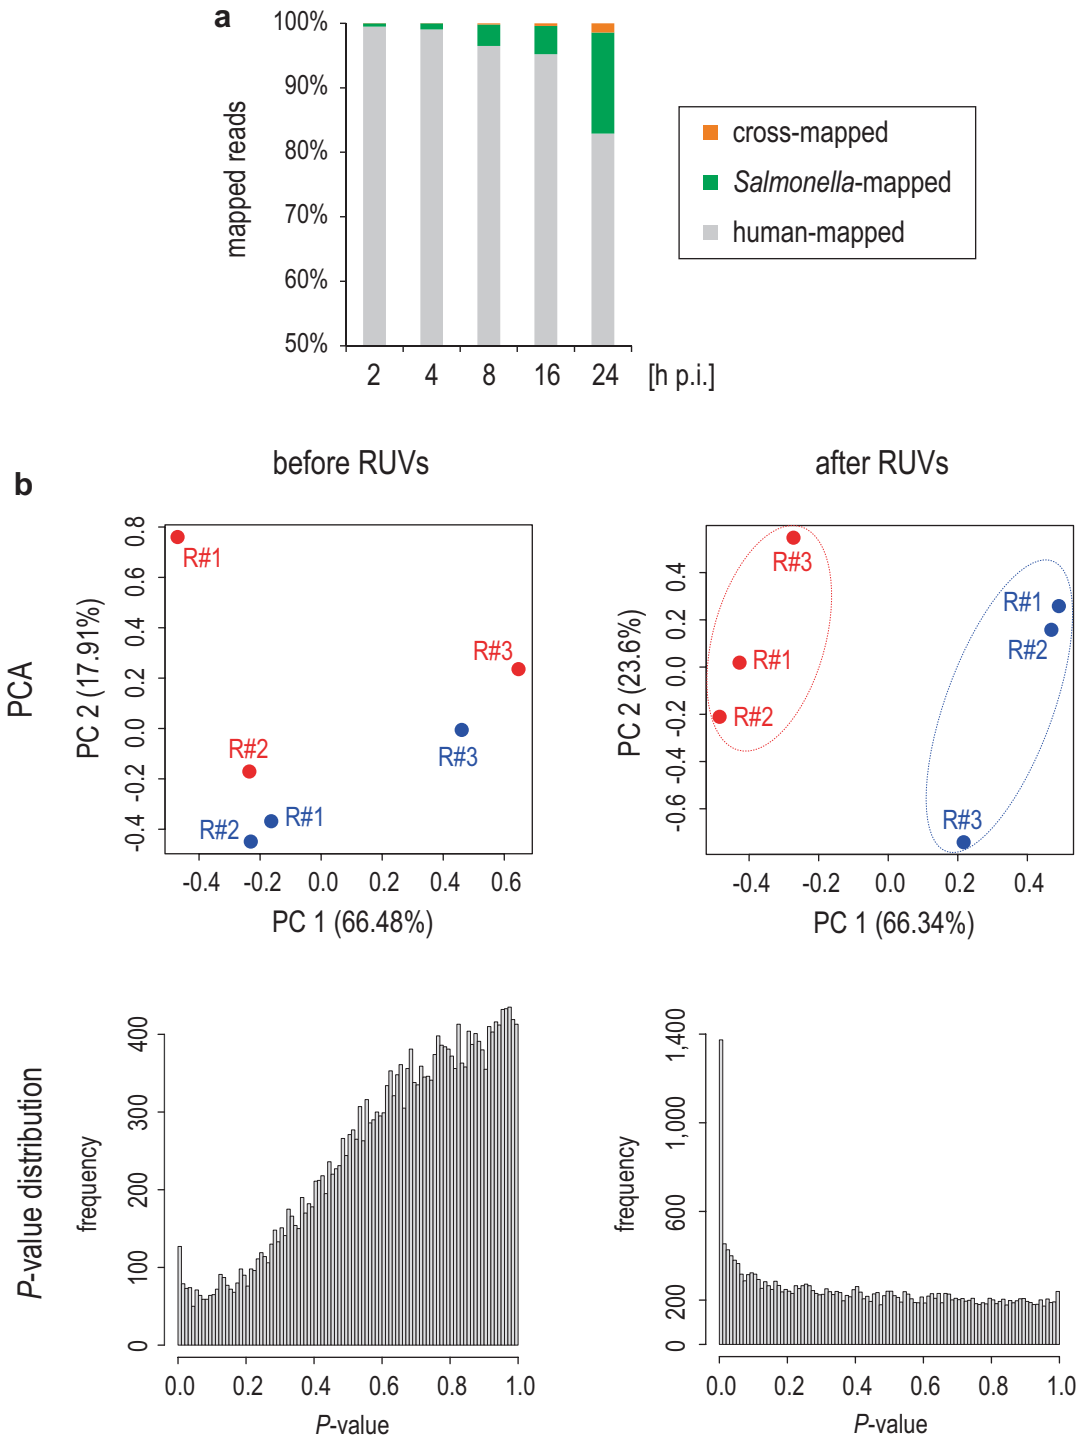 a
100%
90%
80%
70%
60%
50%
mapped reads
2 4 8 16 24 [h p.i.]
cross-mapped
Salmonella-mapped
human-mapped
b
before RUVs
after RUVs
PCA
PC 2 (17.91%)
0.8
0.6
0.4
0.2
0.0
-0.2
-0.4
R#1
R#3
R#2
R#3
R#1
R#2
-0.4 -0.2 0.0 0.2 0.4 0.6
PC 1 (66.48%)
PC 2 (23.6%)
0.4
0.2
0.0
-0.2
-0.4
-0.6
R#3
R#1
R#1
R#2
R#2
R#3
-0.4 -0.2 0.0 0.2 0.4
PC 1 (66.34%)
P-value distribution
frequency
400
300
200
100
0
0.0 0.2 0.4 0.6 0.8 1.0
P-value
frequency
1,400
1,000
600
200
0
0.0 0.2 0.4 0.6 0.8 1.0
P-value